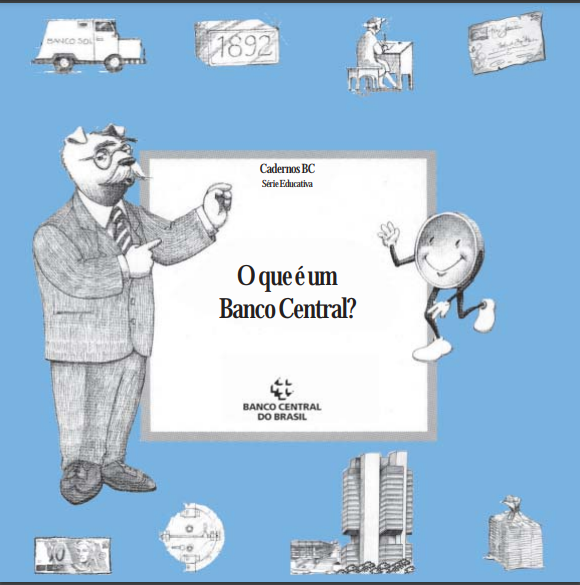 BANCO SOL
1892
Cadernos BC
Série Educativa
O que é um
Banco Central?
BANCO CENTRAL
DO BRASIL
10